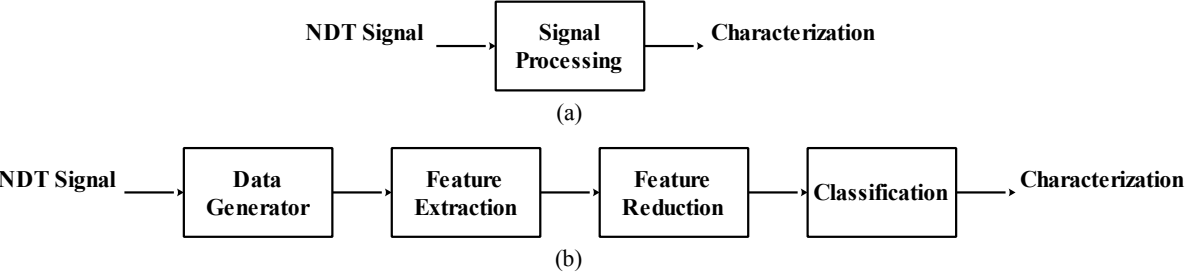 NDT Signal
Signal
Processing
Characterization
(a)
NDT Signal
Data
Generator
Feature
Extraction
Feature
Reduction
Classification
Characterization
(b)